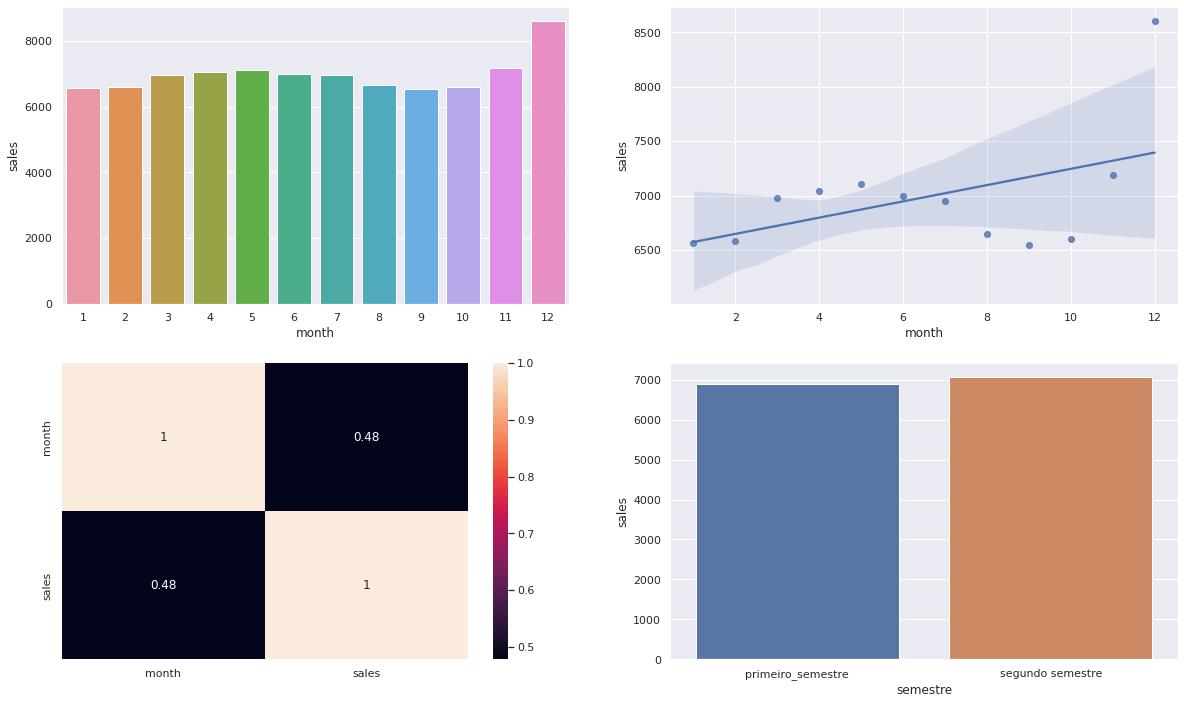 8000
6000
4000
2000
0
sales
1 2 3 4 5 6 7 8 9 10 11 12
month
8500
8000
7500
7000
6500
sales
2 4 6 8 10 12
month
month
sales
1 0.48
0.48 1
month sales
1.0
0.9
0.8
0.7
0.6
0.5
7000
6000
5000
4000
3000
2000
1000
0
sales
primeiro_semestre segundo semestre
semestre